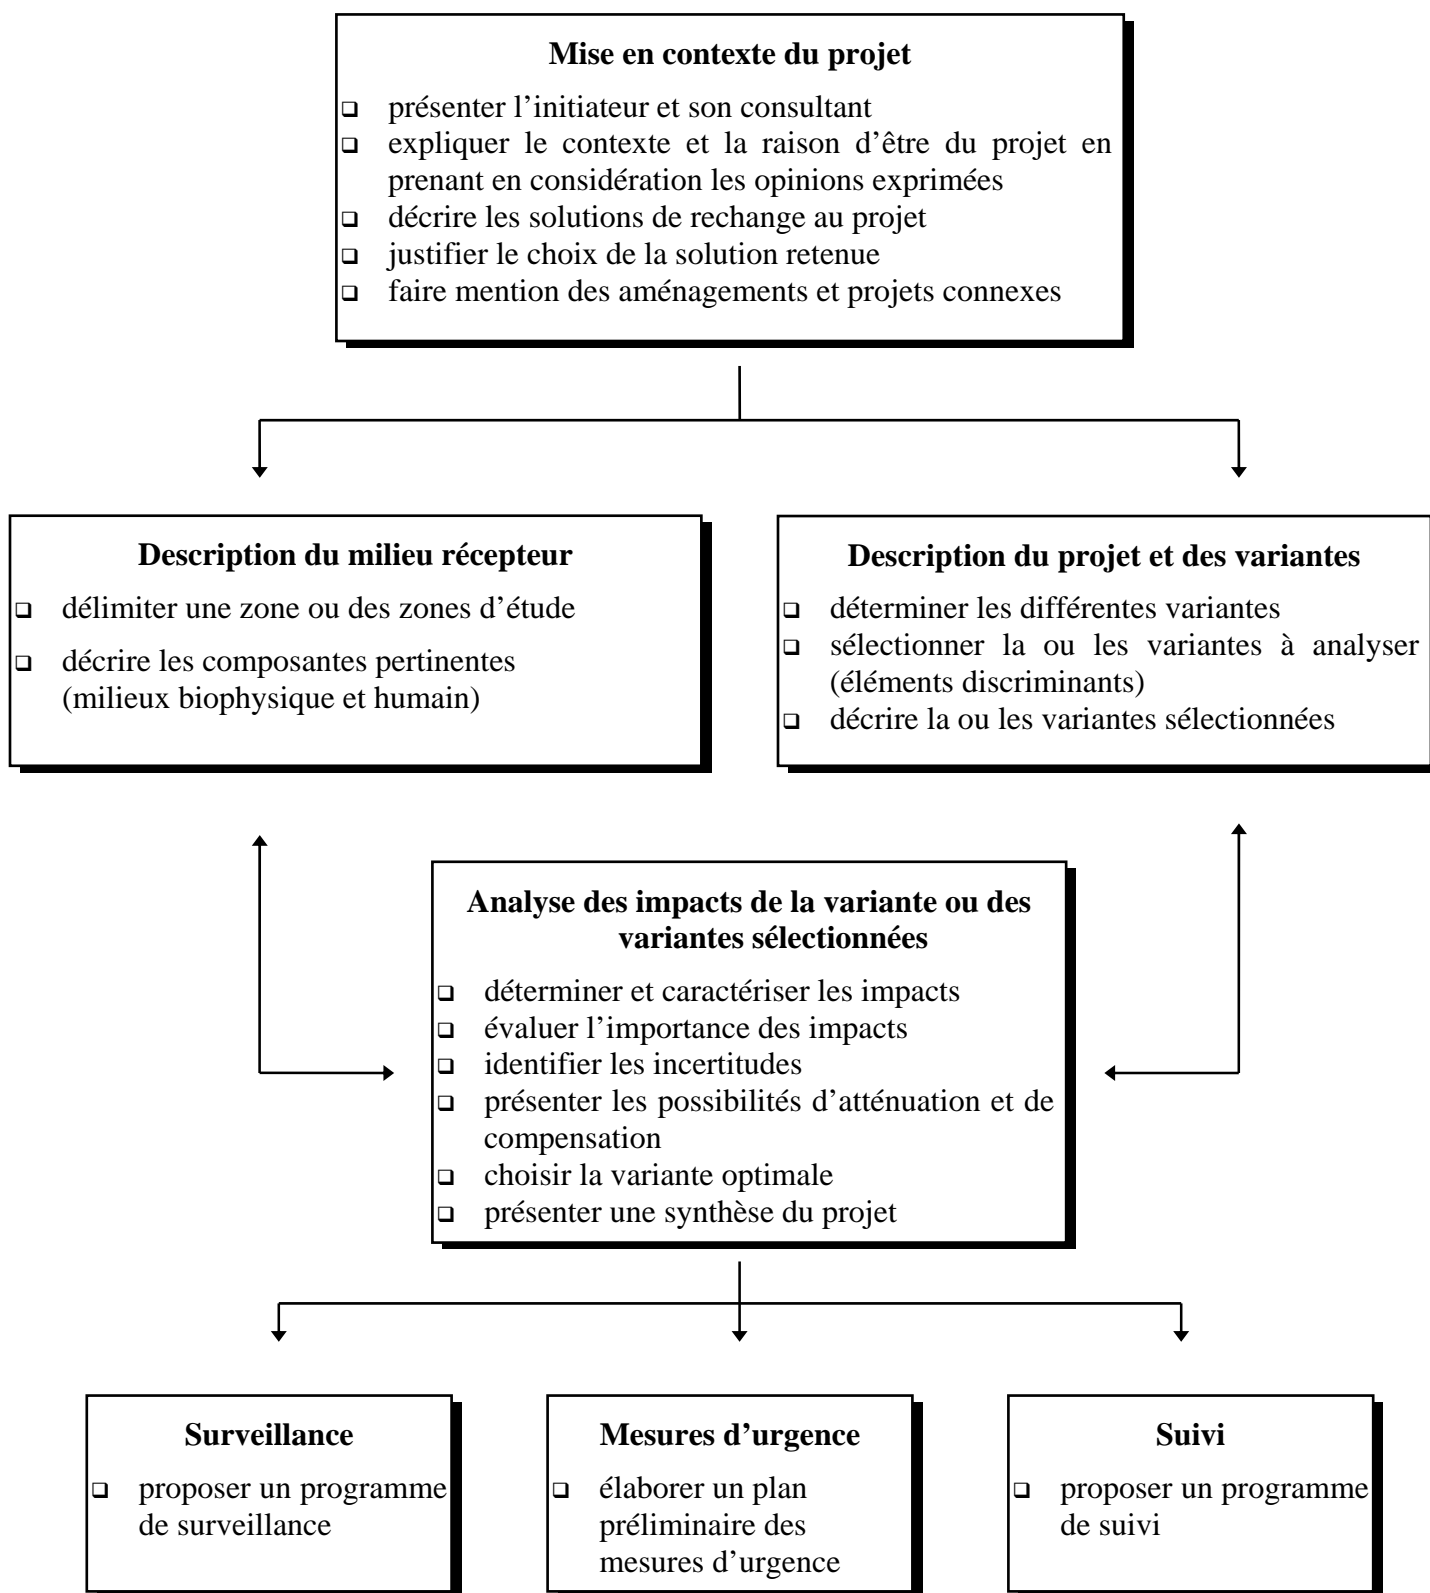 Mise en contexte du projet
❑ présenter l’initiateur et son consultant
❑ expliquer le contexte et la raison d’être du projet en
prenant en considération les opinions exprimées
❑ décrire les solutions de rechange au projet
❑ justifier le choix de la solution retenue
❑ faire mention des aménagements et projets connexes
Description du milieu récepteur
❑ délimiter une zone ou des zones d’étude
❑ décrire les composantes pertinentes
(milieux biophysique et humain)
Description du projet et des variantes
❑ déterminer les différentes variantes
❑ sélectionner la ou les variantes à analyser
(éléments discriminants)
❑ décrire la ou les variantes sélectionnées
Analyse des impacts de la variante ou des
variantes sélectionnées
❑ déterminer et caractériser les impacts
❑ évaluer l’importance des impacts
❑ identifier les incertitudes
❑ présenter les possibilités d’atténuation et de
compensation
❑ choisir la variante optimale
❑ présenter une synthèse du projet
Surveillance
❑ proposer un programme
de surveillance
Mesures d’urgence
❑ élaborer un plan
préliminaire des
mesures d’urgence
Suivi
❑ proposer un programme
de suivi